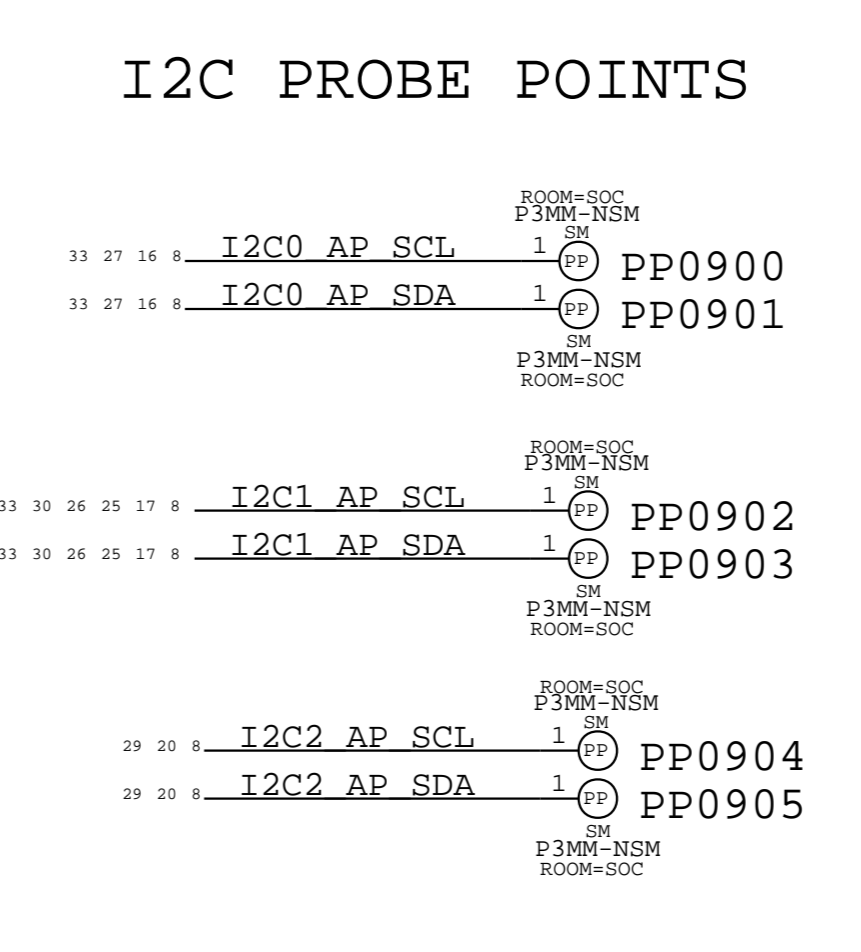 I2C PROBE POINTS
ROOM=SOC
P3MM-NSM
SM
33 27 16 8 I2C0_AP_SCL 1 PP PP0900
33 27 16 8 I2C0_AP_SDA 1 PP PP0901
SM
P3MM-NSM
ROOM=SOC
ROOM=SOC
P3MM-NSM
SM
33 30 26 25 17 8 I2C1_AP_SCL 1 PP PP0902
33 30 26 25 17 8 I2C1_AP_SDA 1 PP PP0903
SM
P3MM-NSM
ROOM=SOC
ROOM=SOC
P3MM-NSM
SM
29 20 8 I2C2_AP_SCL 1 PP PP0904
29 20 8 I2C2_AP_SDA 1 PP PP0905
SM
P3MM-NSM
ROOM=SOC